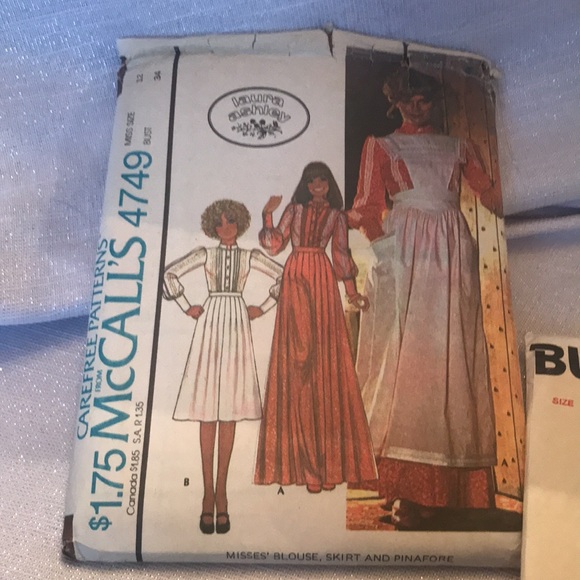 CAREFREE PATTERNS
FROM
$1.75 McCALL'S 4749
Canada $1.85 S.A. R 1.35
MISS SIZE 12
BUST 34
laura
ashley
B
A
A
MISSES' BLOUSE, SKIRT AND PINAFORE
BU
SIZE